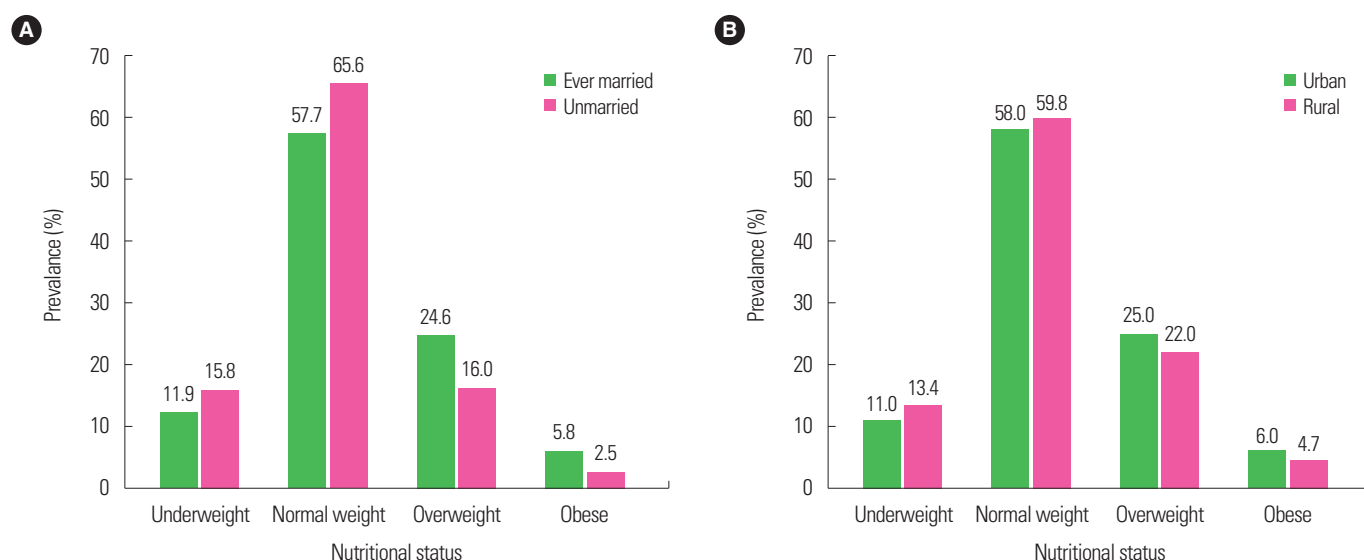 A
70
60
50
40
30
20
10
0
Prevalance (%)
Ever married
Unmarried
11.9
15.8
57.7
65.6
24.6
16.0
5.8
2.5
Underweight
Normal weight
Overweight
Obese
Nutritional status
B
70
60
50
40
30
20
10
0
Prevalance (%)
Urban
Rural
11.0
13.4
58.0
59.8
25.0
22.0
6.0
4.7
Underweight
Normal weight
Overweight
Obese
Nutritional status